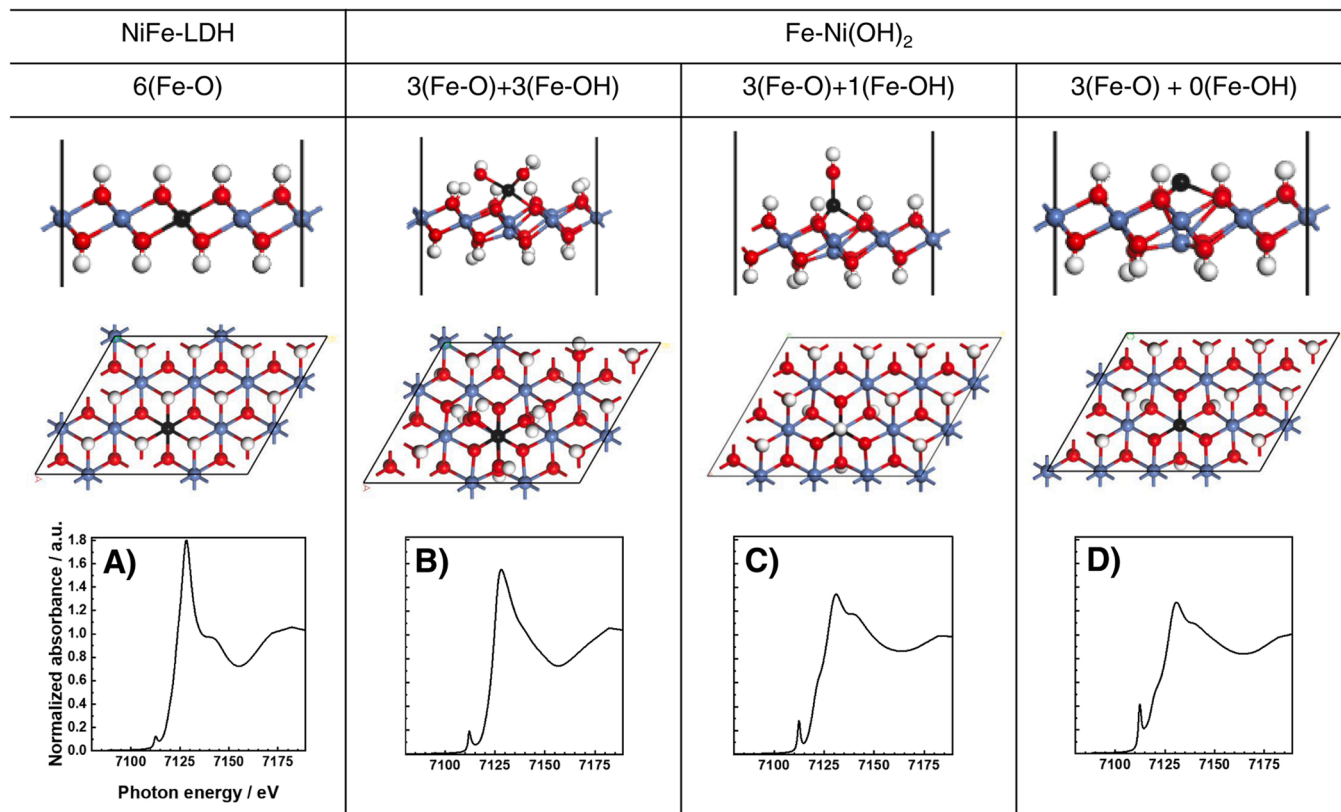 NiFe-LDH
Fe-Ni(OH)2
6(Fe-O)
3(Fe-O)+3(Fe-OH)
3(Fe-O)+1(Fe-OH)
3(Fe-O) + 0(Fe-OH)
A)
B)
C)
D)
Normalized absorbance / a.u.
1.8
1.6
1.4
1.2
1.0
0.8
0.6
0.4
0.2
0.0
7100 7125 7150 7175
7100 7125 7150 7175
7100 7125 7150 7175
7100 7125 7150 7175
Photon energy / eV